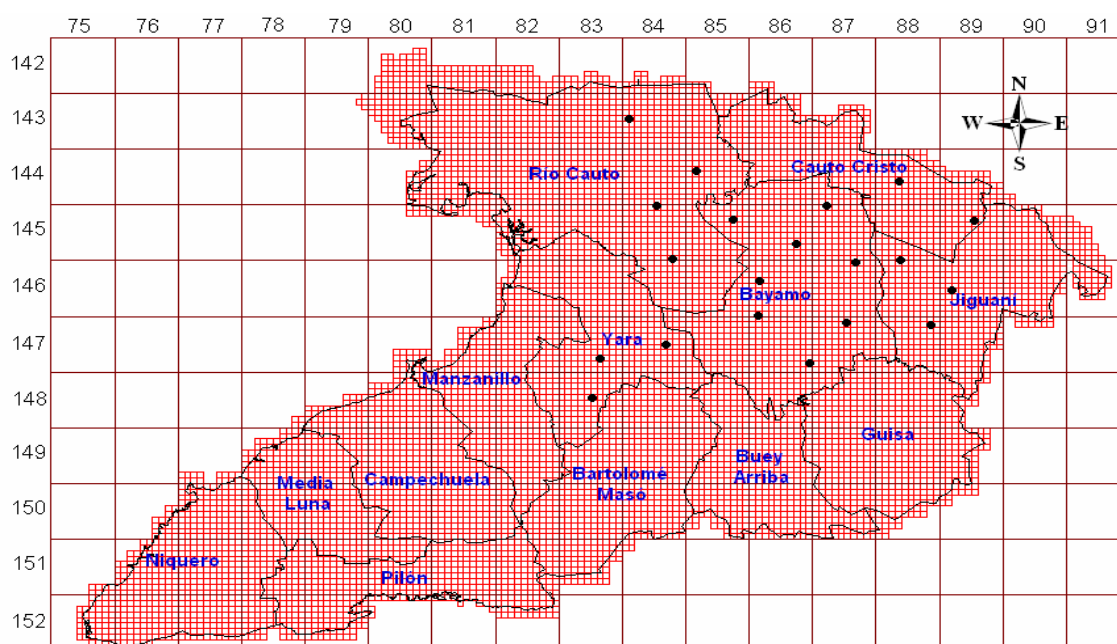 75 76 77 78 79 80 81 82 83 84 85 86 87 88 89 90 91
142
143
144
145
146
147
148
149
150
151
152
N
W E
S
Rio Cauto
Cauto Cristo
Bayamo
Jiguani
Yara
Manzanillo
Guisa
Buey
Arriba
Bartolome
Maso
Campechuela
Media
Luna
Niquero
Pilon